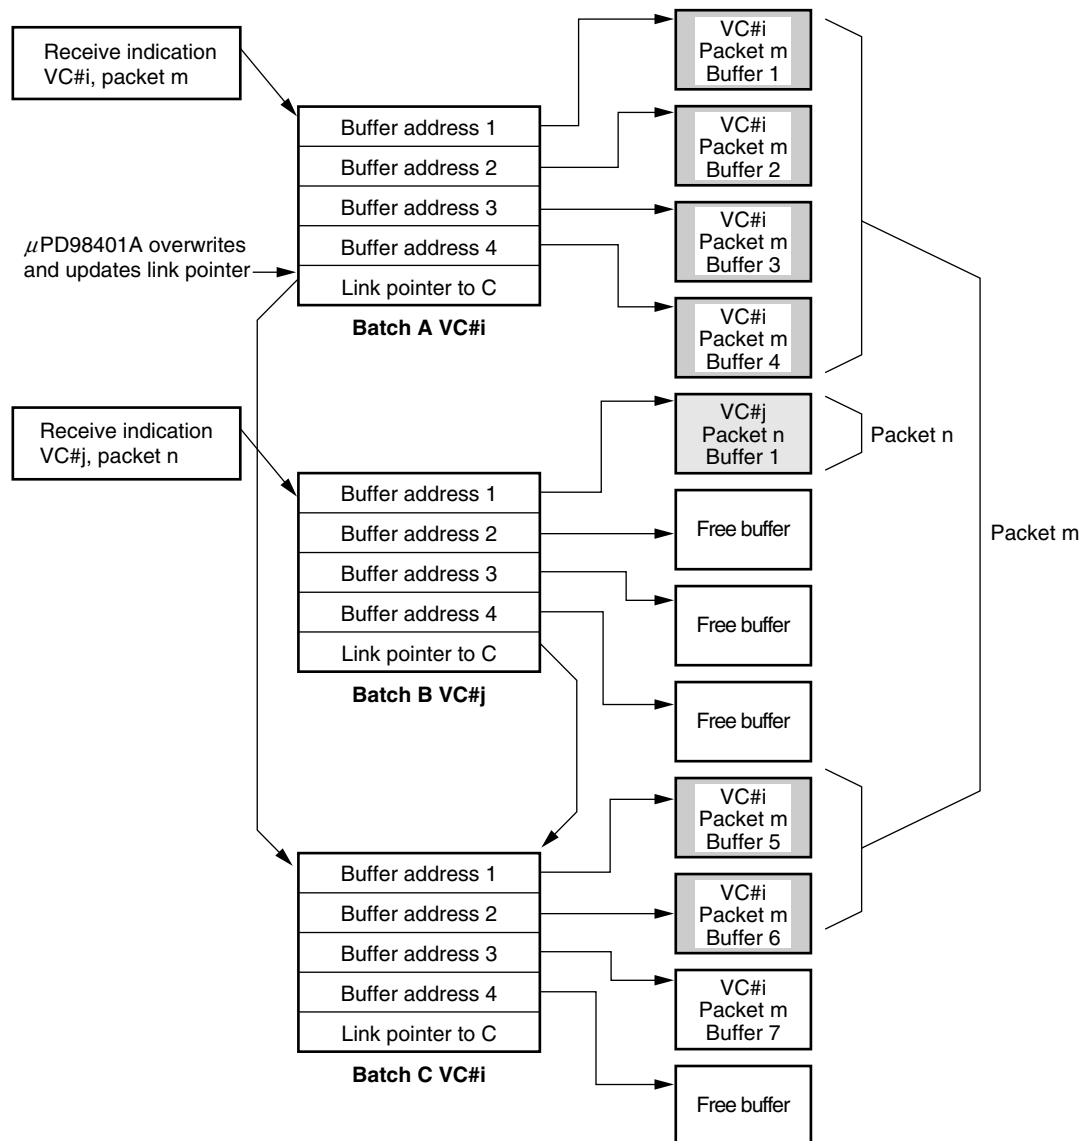 Receive indication
VC#i, packet m
Buffer address 1
Buffer address 2
Buffer address 3
Buffer address 4
Link pointer to C
Batch A VC#i
μPD98401A overwrites
and updates link pointer
VC#i
Packet m
Buffer 1
VC#i
Packet m
Buffer 2
VC#i
Packet m
Buffer 3
VC#i
Packet m
Buffer 4
Receive indication
VC#j, packet n
Buffer address 1
Buffer address 2
Buffer address 3
Buffer address 4
Link pointer to C
Batch B VC#j
VC#j
Packet n
Buffer 1
Packet n
Free buffer
Free buffer
Free buffer
Packet m
Buffer address 1
Buffer address 2
Buffer address 3
Buffer address 4
Link pointer to C
Batch C VC#i
VC#i
Packet m
Buffer 5
VC#i
Packet m
Buffer 6
VC#i
Packet m
Buffer 7
Free buffer